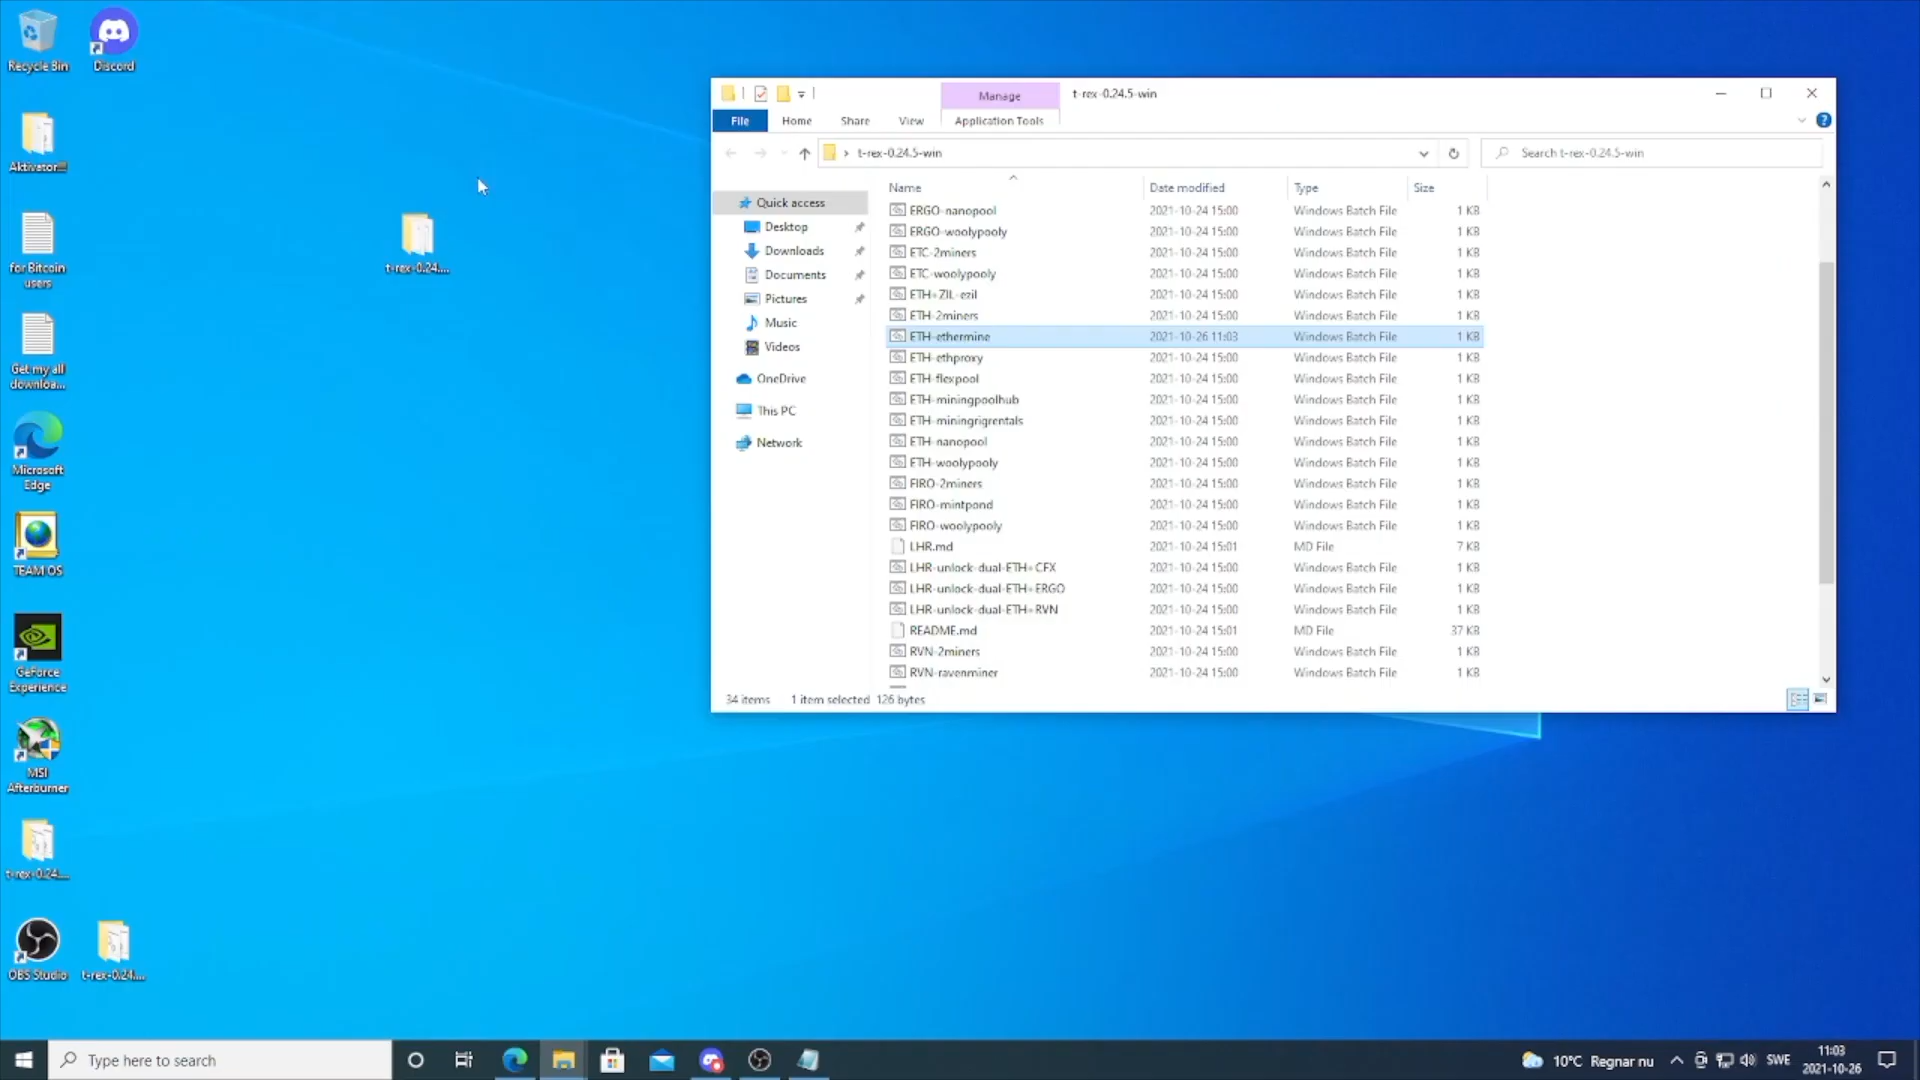 Recycle Bin
Discord
Aktivator...
for Bitcoin
users
Get my all
downloa...
Microsoft
Edge
TEAM OS
GeForce
Experience
MSI
Afterburner
t-rex-0.24....
OBS Studio
t-rex-0.24....
t-rex-0.24....
Manage
t-rex-0.24.5-win
File
Home
Share
View
Application Tools
t-rex-0.24.5-win
Search t-rex-0.24.5-win
Quick access
Desktop
Downloads
Documents
Pictures
Music
Videos
OneDrive
This PC
Network
Name Date modified Type Size
ERGO-nanopool 2021-10-24 15:00 Windows Batch File 1 KB
ERGO-woolypooly 2021-10-24 15:00 Windows Batch File 1 KB
ETC-2miners 2021-10-24 15:00 Windows Batch File 1 KB
ETC-woolypooly 2021-10-24 15:00 Windows Batch File 1 KB
ETH+ZIL-ezil 2021-10-24 15:00 Windows Batch File 1 KB
ETH-2miners 2021-10-24 15:00 Windows Batch File 1 KB
ETH-ethermine 2021-10-26 11:03 Windows Batch File 1 KB
ETH-ethproxy 2021-10-24 15:00 Windows Batch File 1 KB
ETH-flexpool 2021-10-24 15:00 Windows Batch File 1 KB
ETH-miningpoolhub 2021-10-24 15:00 Windows Batch File 1 KB
ETH-miningrigrentals 2021-10-24 15:00 Windows Batch File 1 KB
ETH-nanopool 2021-10-24 15:00 Windows Batch File 1 KB
ETH-woolypooly 2021-10-24 15:00 Windows Batch File 1 KB
FIRO-2miners 2021-10-24 15:00 Windows Batch File 1 KB
FIRO-mintpond 2021-10-24 15:00 Windows Batch File 1 KB
FIRO-woolypooly 2021-10-24 15:00 Windows Batch File 1 KB
LHR.md 2021-10-24 15:01 MD File 7 KB
LHR-unlock-dual-ETH+CFX 2021-10-24 15:00 Windows Batch File 1 KB
LHR-unlock-dual-ETH+ERGO 2021-10-24 15:00 Windows Batch File 1 KB
LHR-unlock-dual-ETH+RVN 2021-10-24 15:00 Windows Batch File 1 KB
README.md 2021-10-24 15:01 MD File 37 KB
RVN-2miners 2021-10-24 15:00 Windows Batch File 1 KB
RVN-ravenminer 2021-10-24 15:00 Windows Batch File 1 KB
34 items 1 item selected 126 bytes
Type here to search
10°C Regnar nu
SWE
11:03
2021-10-26